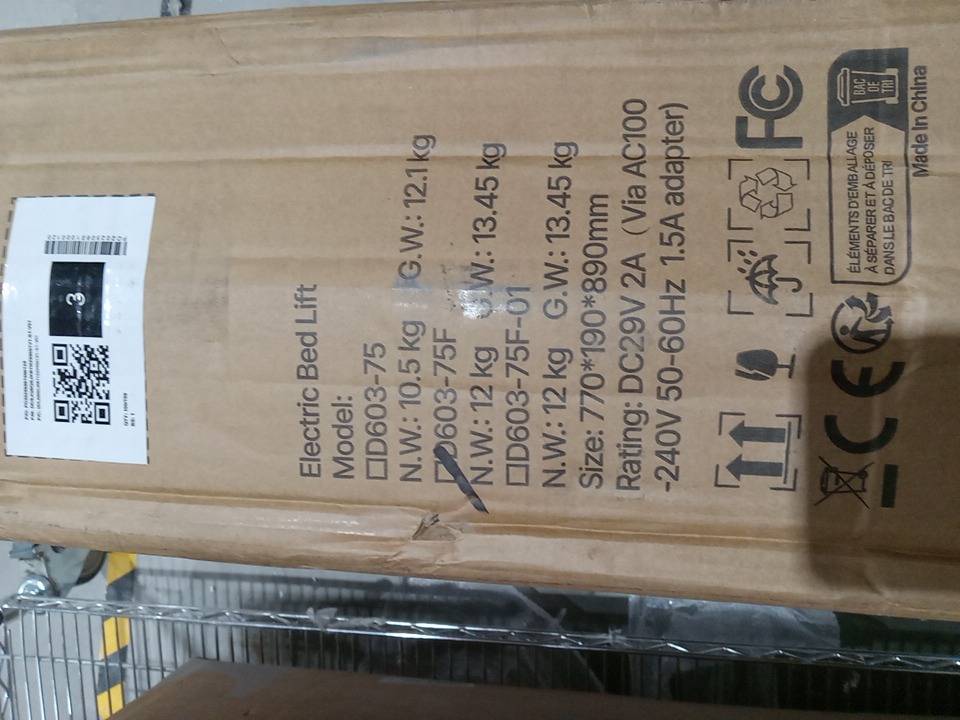 3
Electric Bed Lift
Model:
□D603-75
N.W.: 10.5 kg G.W.: 12.1 kg
□D603-75F
N.W.: 12 kg G.W.: 13.45 kg
□D603-75F-01
N.W.: 12 kg G.W.: 13.45 kg
Size: 770*190*890mm
Rating: DC29V 2A (Via AC100
-240V 50-60Hz 1.5A adapter)
FC
CE
ÉLÉMENTS D'EMBALLAGE
À SÉPARER ET À DÉPOSER
DANS LE BAC DE TRI
BAC
DE
TRI
Made In China